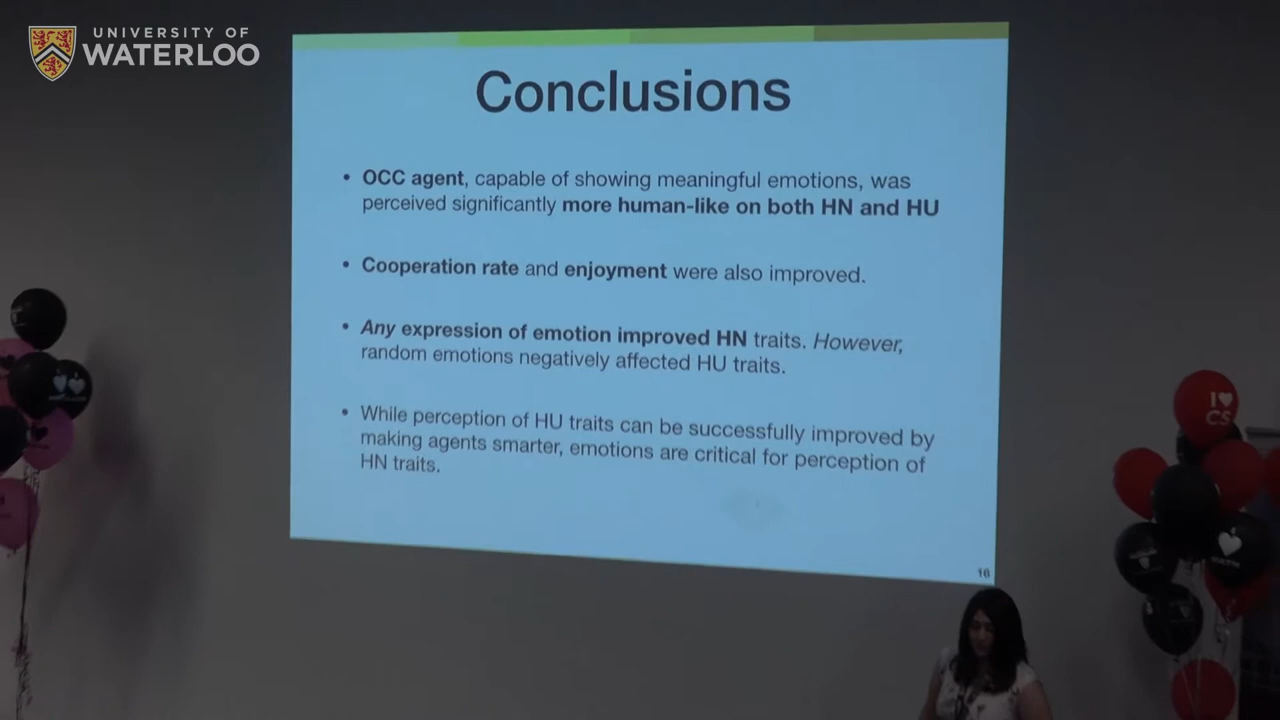 UNIVERSITY OF
WATERLOO
Conclusions
• OCC agent, capable of showing meaningful emotions, was
perceived significantly more human-like on both HN and HU
• Cooperation rate and enjoyment were also improved.
• Any expression of emotion improved HN traits. However,
random emotions negatively affected HU traits.
• While perception of HU traits can be successfully improved by
making agents smarter, emotions are critical for perception of
HN traits.
16
I♥
CS